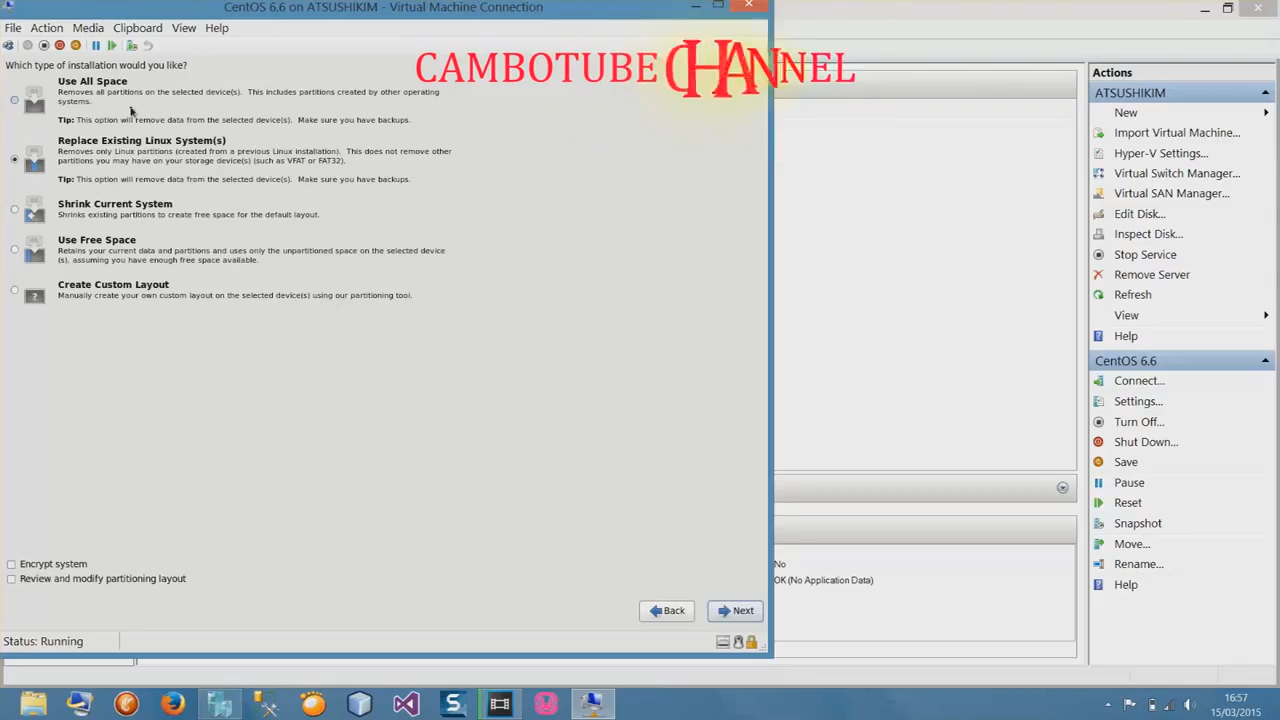 CentOS 6.6 on ATSUSHIKIM - Virtual Machine Connection
File Action Media Clipboard View Help
CAMBOTUBE CHANNEL
Which type of installation would you like?
Use All Space
Removes all partitions on the selected device(s). This includes partitions created by other operating
systems.
Tip: This option will remove data from the selected device(s). Make sure you have backups.
Replace Existing Linux System(s)
Removes only Linux partitions (created from a previous Linux installation). This does not remove other
partitions you may have on your storage device(s) (such as VFAT or FAT32).
Tip: This option will remove data from the selected device(s). Make sure you have backups.
Shrink Current System
Shrinks existing partitions to create free space for the default layout.
Use Free Space
Retains your current data and partitions and uses only the unpartitioned space on the selected device
(s), assuming you have enough free space available.
Create Custom Layout
?
Manually create your own custom layout on the selected device(s) using our partitioning tool.
Encrypt system
Review and modify partitioning layout
Back
Next
Status: Running
No
OK (No Application Data)
Actions
ATSUSHIKIM
New
Import Virtual Machine...
Hyper-V Settings...
Virtual Switch Manager...
Virtual SAN Manager...
Edit Disk...
Inspect Disk...
Stop Service
Remove Server
Refresh
View
Help
CentOS 6.6
Connect...
Settings...
Turn Off...
Shut Down...
Save
Pause
Reset
Snapshot
Move...
Rename...
Help
16:57
15/03/2015